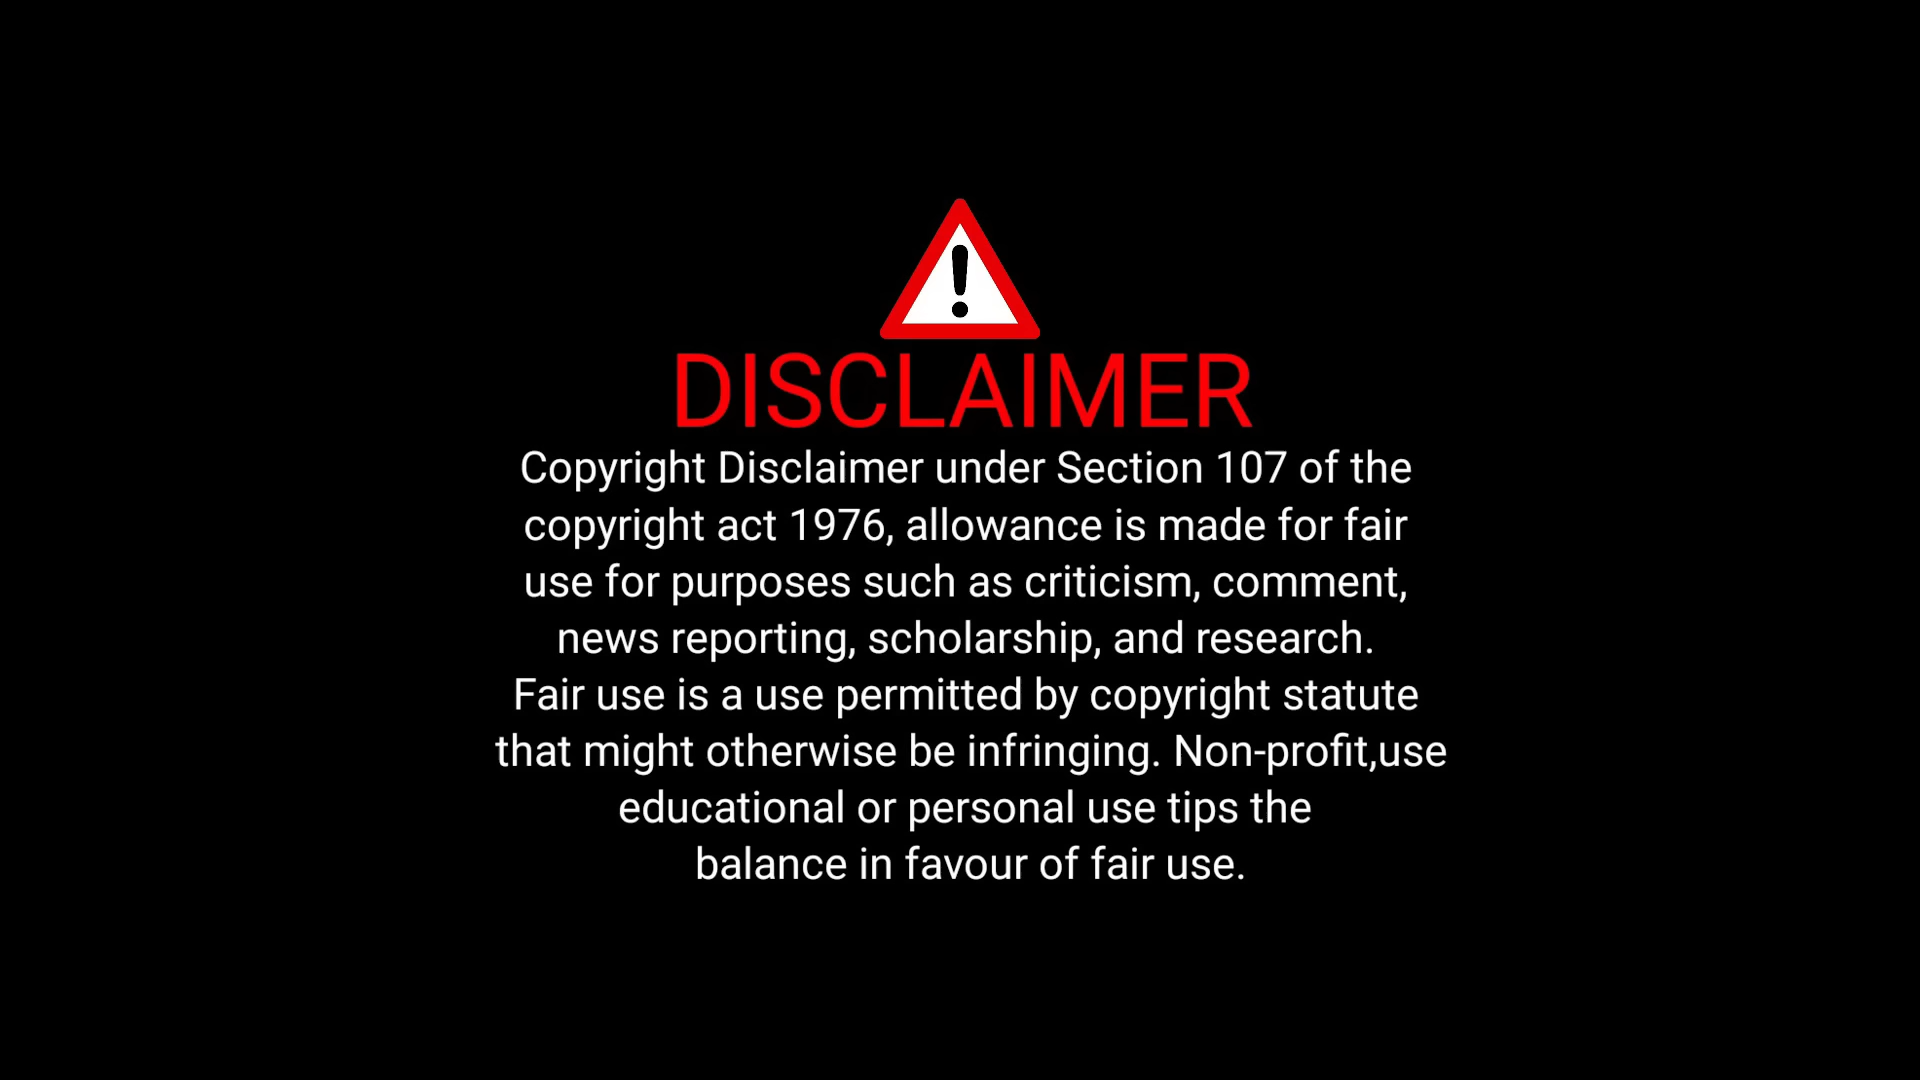 DISCLAIMER
Copyright Disclaimer under Section 107 of the
copyright act 1976, allowance is made for fair
use for purposes such as criticism, comment,
news reporting, scholarship, and research.
Fair use is a use permitted by copyright statute
that might otherwise be infringing. Non-profit,use
educational or personal use tips the
balance in favour of fair use.